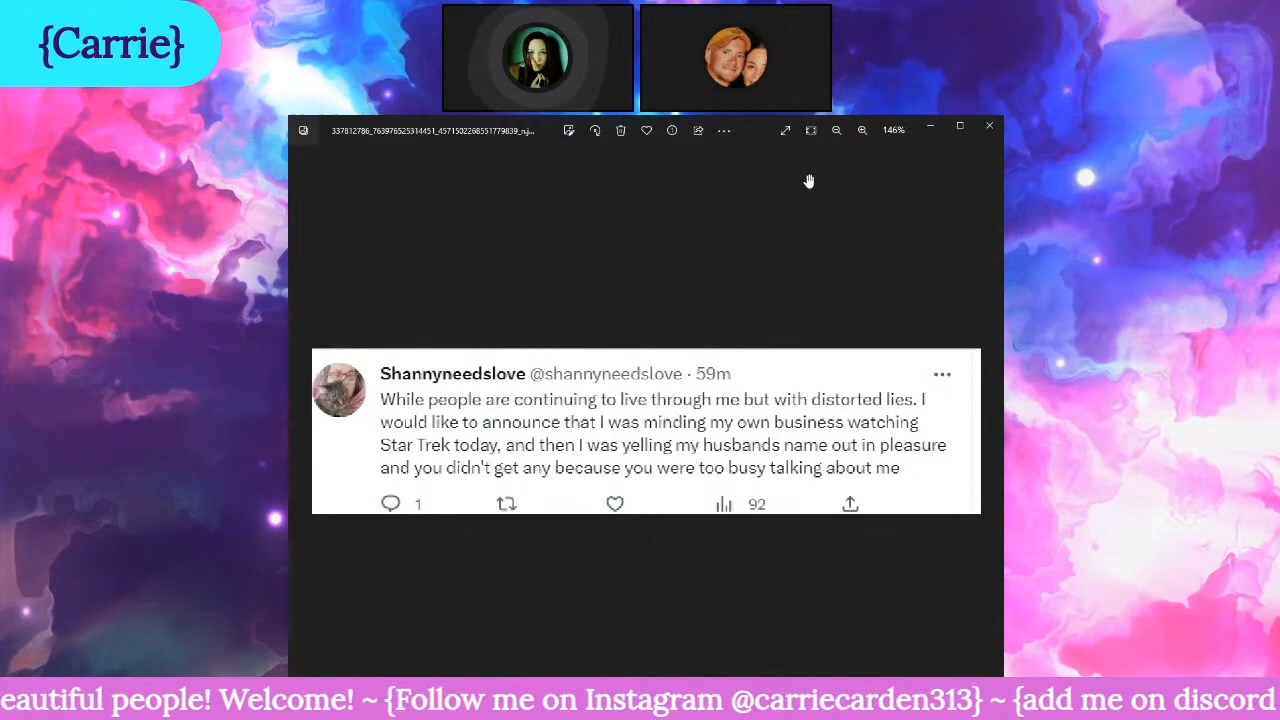 {Carrie}
337812786_763976525314451_4571502268551779839_n.j...
146%
Shannyneedslove @shannyneedslove · 59m
While people are continuing to live through me but with distorted lies. I
would like to announce that I was minding my own business watching
Star Trek today, and then I was yelling my husbands name out in pleasure
and you didn't get any because you were too busy talking about me
1
92
eautiful people! Welcome! ~ {Follow me on Instagram @carriecarden313} ~ {add me on discord